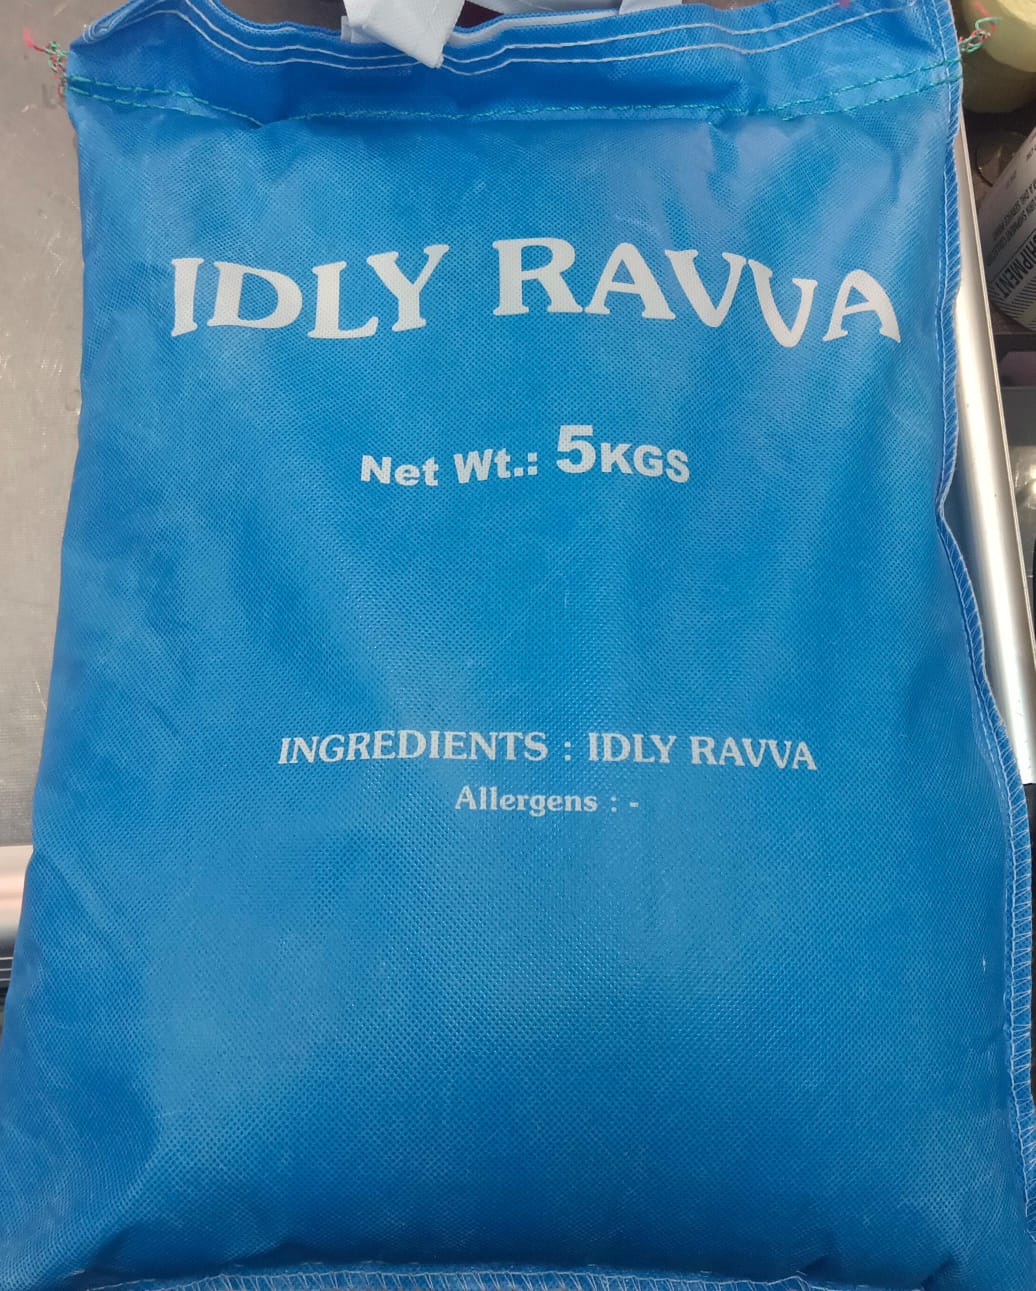 IDLY RAVVA
Net Wt.: 5KGS
INGREDIENTS : IDLY RAVVA
Allergens : -